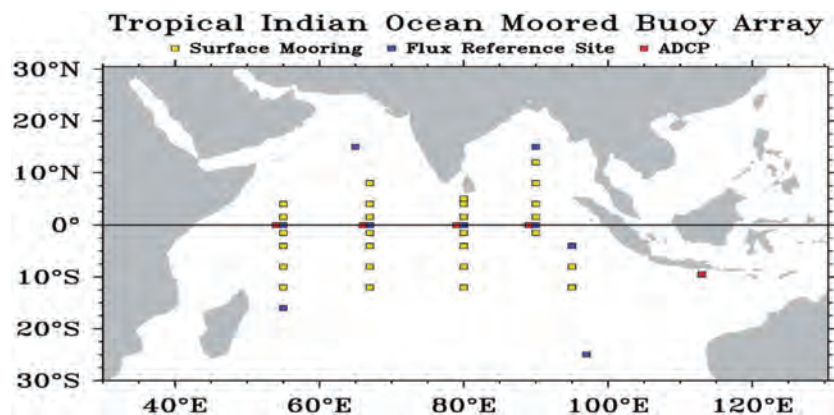 Tropical Indian Ocean Moored Buoy Array
Surface Mooring Flux Reference Site ADCP
30°N
20°N
10°N
0°
10°S
20°S
30°S
40°E 60°E 80°E 100°E 120°E